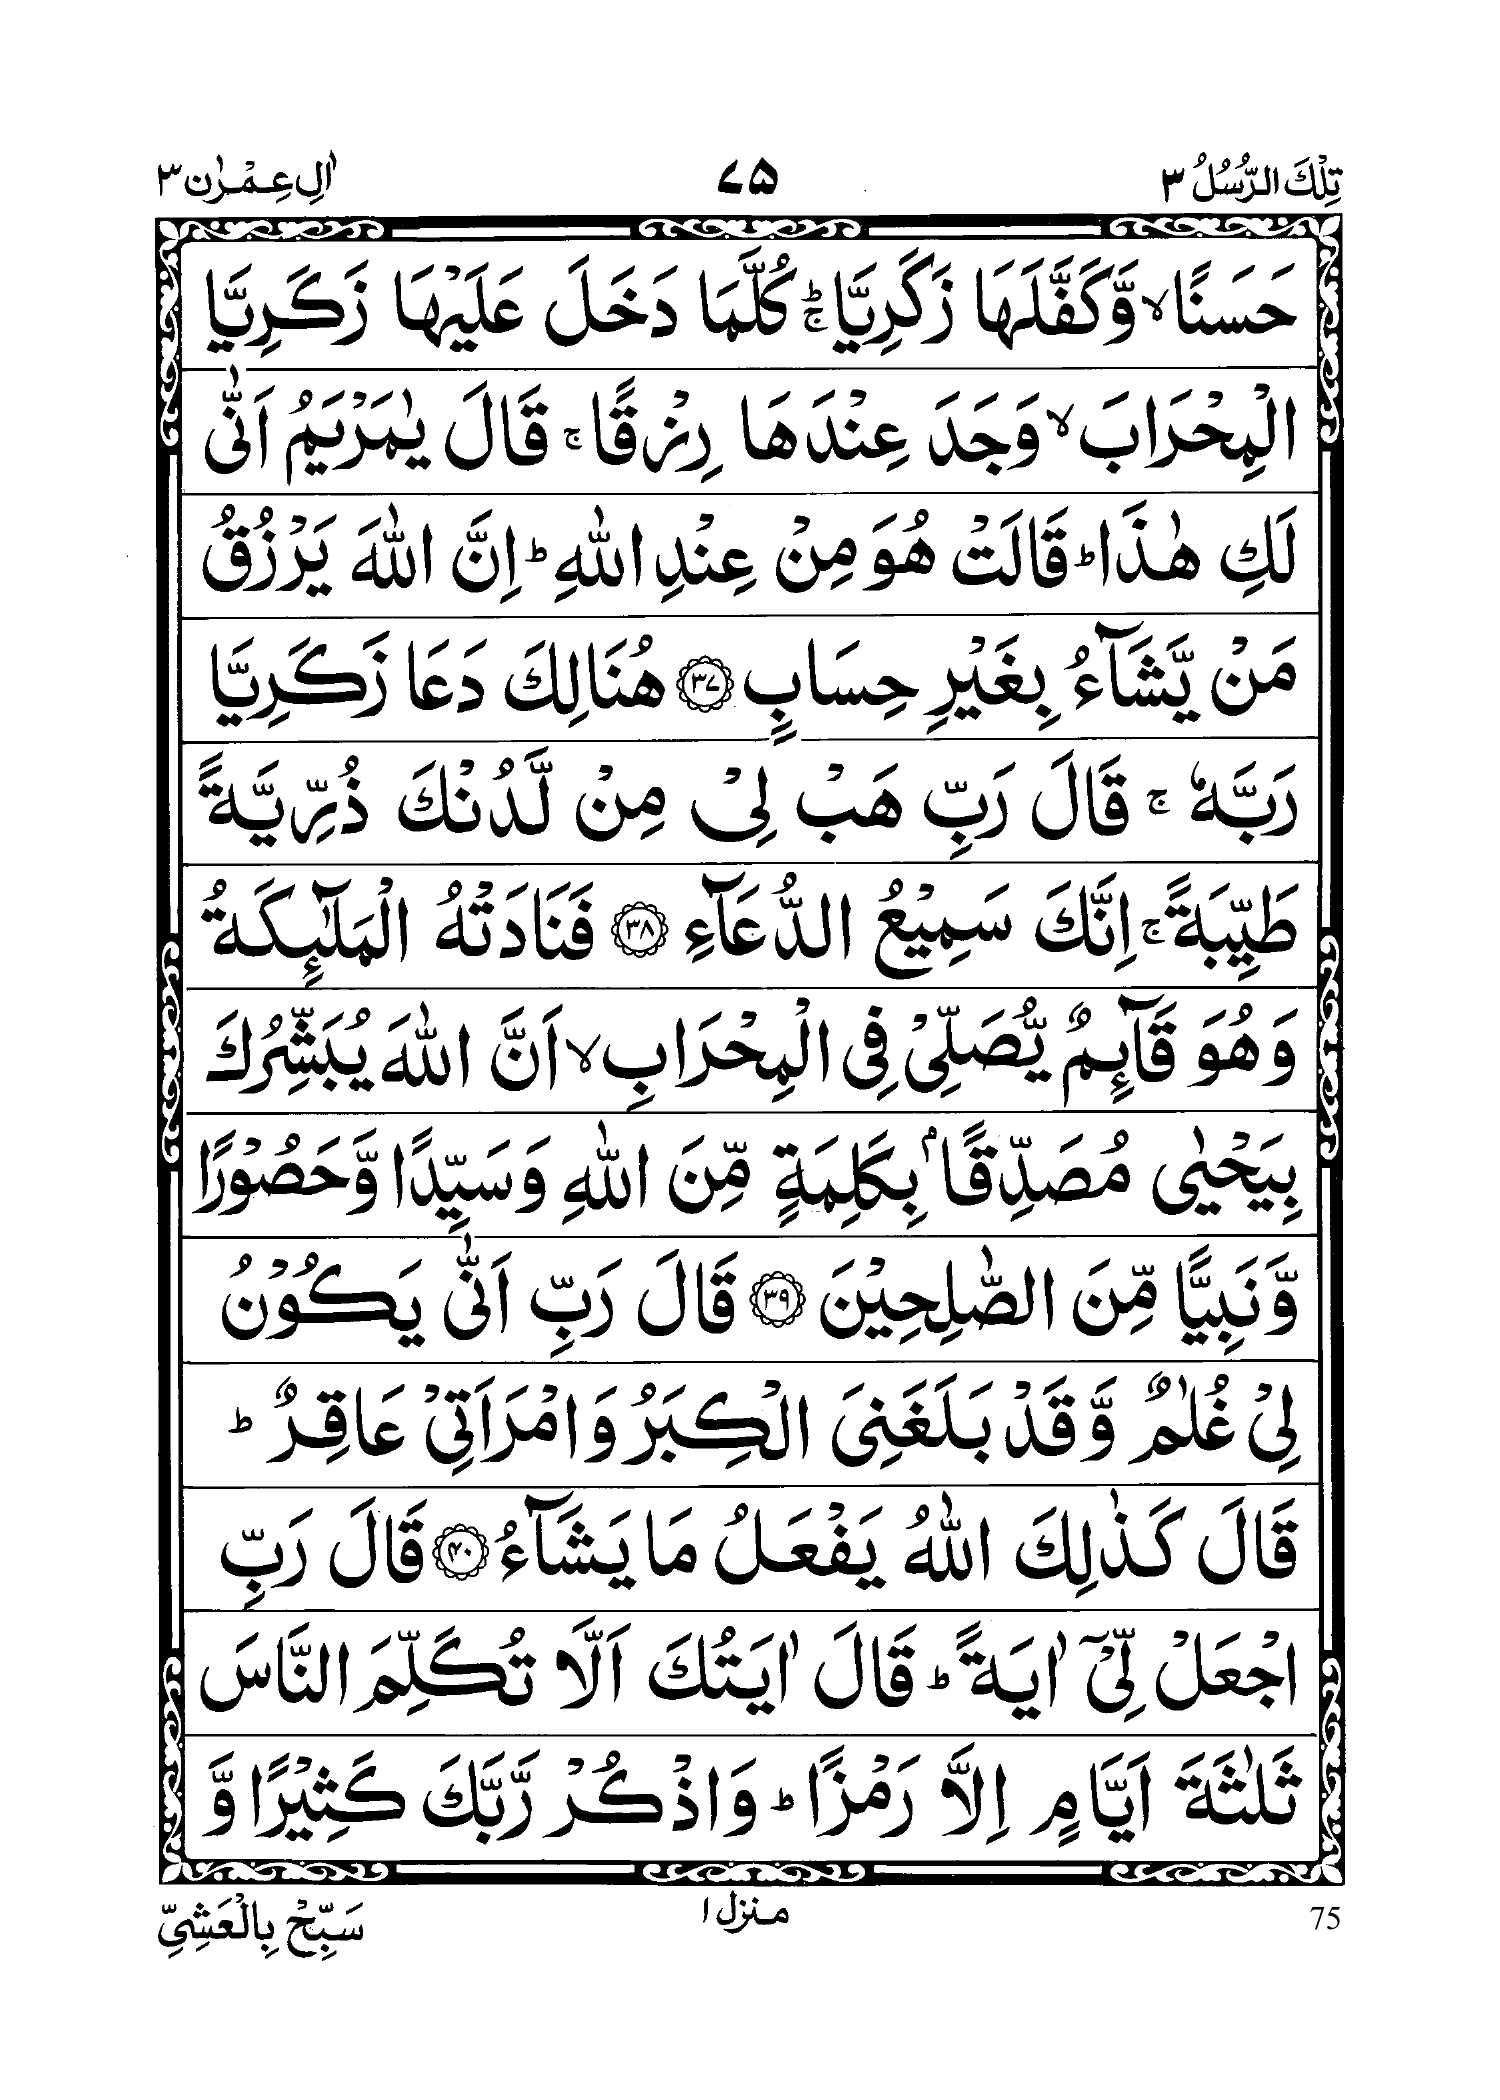 تِلْكَ الرُّسُلُ ٣
٧٥
اٰلِ عِمْرٰن ٣
حَسَنًا ۙ وَّكَفَّلَهَا زَكَرِيَّا ۚؕ كُلَّمَا دَخَلَ عَلَيْهَا زَكَرِيَّا
الْمِحْرَابَ ۙ وَجَدَ عِنْدَهَا رِزْقًا ۚ قَالَ يٰمَرْيَمُ اَنّٰى
لَكِ هٰذَا ؕ قَالَتْ هُوَ مِنْ عِنْدِ اللّٰهِ ؕ اِنَّ اللّٰهَ يَرْزُقُ
مَنْ يَّشَآءُ بِغَيْرِ حِسَابٍ ﴿٣٧﴾ هُنَالِكَ دَعَا زَكَرِيَّا
رَبَّهٗ ۚ قَالَ رَبِّ هَبْ لِيْ مِنْ لَّدُنْكَ ذُرِّيَّةً
طَيِّبَةً ۚ اِنَّكَ سَمِيْعُ الدُّعَآءِ ﴿٣٨﴾ فَنَادَتْهُ الْمَلٰٓئِكَةُ
وَهُوَ قَآئِمٌ يُّصَلِّيْ فِي الْمِحْرَابِ ۙ اَنَّ اللّٰهَ يُبَشِّرُكَ
بِيَحْيٰى مُصَدِّقًا ۢ بِكَلِمَةٍ مِّنَ اللّٰهِ وَسَيِّدًا وَّحَصُوْرًا
وَّنَبِيًّا مِّنَ الصّٰلِحِيْنَ ﴿٣٩﴾ قَالَ رَبِّ اَنّٰى يَكُوْنُ
لِيْ غُلٰمٌ وَّقَدْ بَلَغَنِيَ الْكِبَرُ وَامْرَاَتِيْ عَاقِرٌ ؕ
قَالَ كَذٰلِكَ اللّٰهُ يَفْعَلُ مَا يَشَآءُ ﴿٤٠﴾ قَالَ رَبِّ
اجْعَلْ لِّيْٓ اٰيَةً ؕ قَالَ اٰيَتُكَ اَلَّا تُكَلِّمَ النَّاسَ
ثَلٰثَةَ اَيَّامٍ اِلَّا رَمْزًا ؕ وَاذْكُرْ رَّبَّكَ كَثِيْرًا وَّ
75
منزل ١
سَبِّحْ بِالْعَشِيِّ